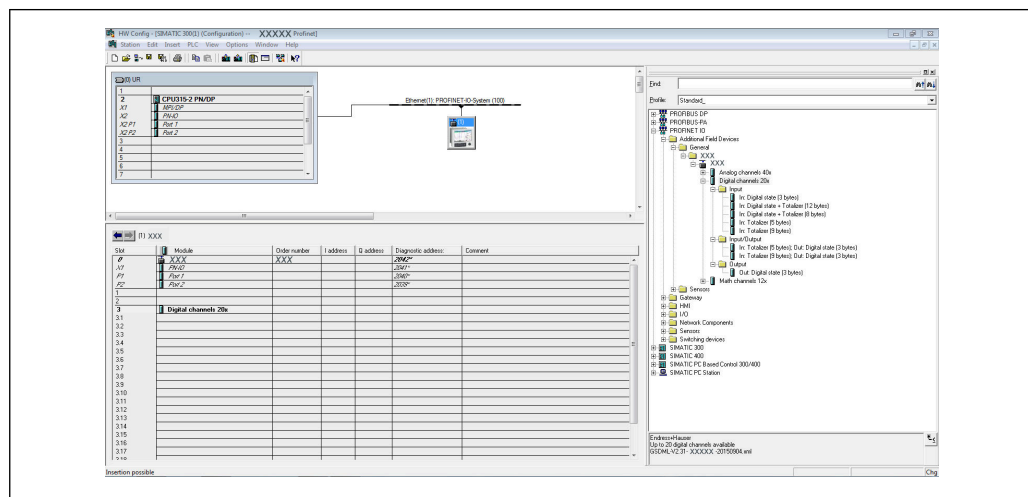 HW Config - [SIMATIC 300(1) (Configuration) -- XXXXX Profinet]
Station Edit Insert PLC View Options Window Help
(0) UR
1
2 CPU315-2 PN/DP
X1 MPI/DP
X2 PN-IO
X2 P1 Port 1
X2 P2 Port 2
3
4
5
6
7
Ethernet(1): PROFINET-IO-System (100)
(1) XXX
Slot Module Order number I address Q address Diagnostic address: Comment
0 XXX XXX 2042*
X1 PN-IO 2041*
P1 Port 1 2040*
P2 Port 2 2039*
1
2
3 Digital channels 20x
3.1
3.2
3.3
3.4
3.5
3.6
3.7
3.8
3.9
3.10
3.11
3.12
3.13
3.14
3.15
3.16
3.17
3.18
Insertion possible
Find:
Profile: Standard_
PROFIBUS DP
PROFIBUS-PA
PROFINET IO
Additional Field Devices
General
XXX
XXX
Analog channels 40x
Digital channels 20x
Input
In: Digital state (3 bytes)
In: Digital state + Totalizer (12 bytes)
In: Digital state + Totalizer (8 bytes)
In: Totalizer (5 bytes)
In: Totalizer (9 bytes)
Input/Output
In: Totalizer (5 bytes); Out: Digital state (3 bytes)
In: Totalizer (9 bytes); Out: Digital state (3 bytes)
Output
Out: Digital state (3 bytes)
Math channels 12x
Sensors
Gateway
HMI
I/O
Network Components
Sensors
Switching devices
SIMATIC 300
SIMATIC 400
SIMATIC PC Based Control 300/400
SIMATIC PC Station
Endress+Hauser
Up to 20 digital channels available
GSDML-V2.31- XXXXX -20150904.xml
Chg